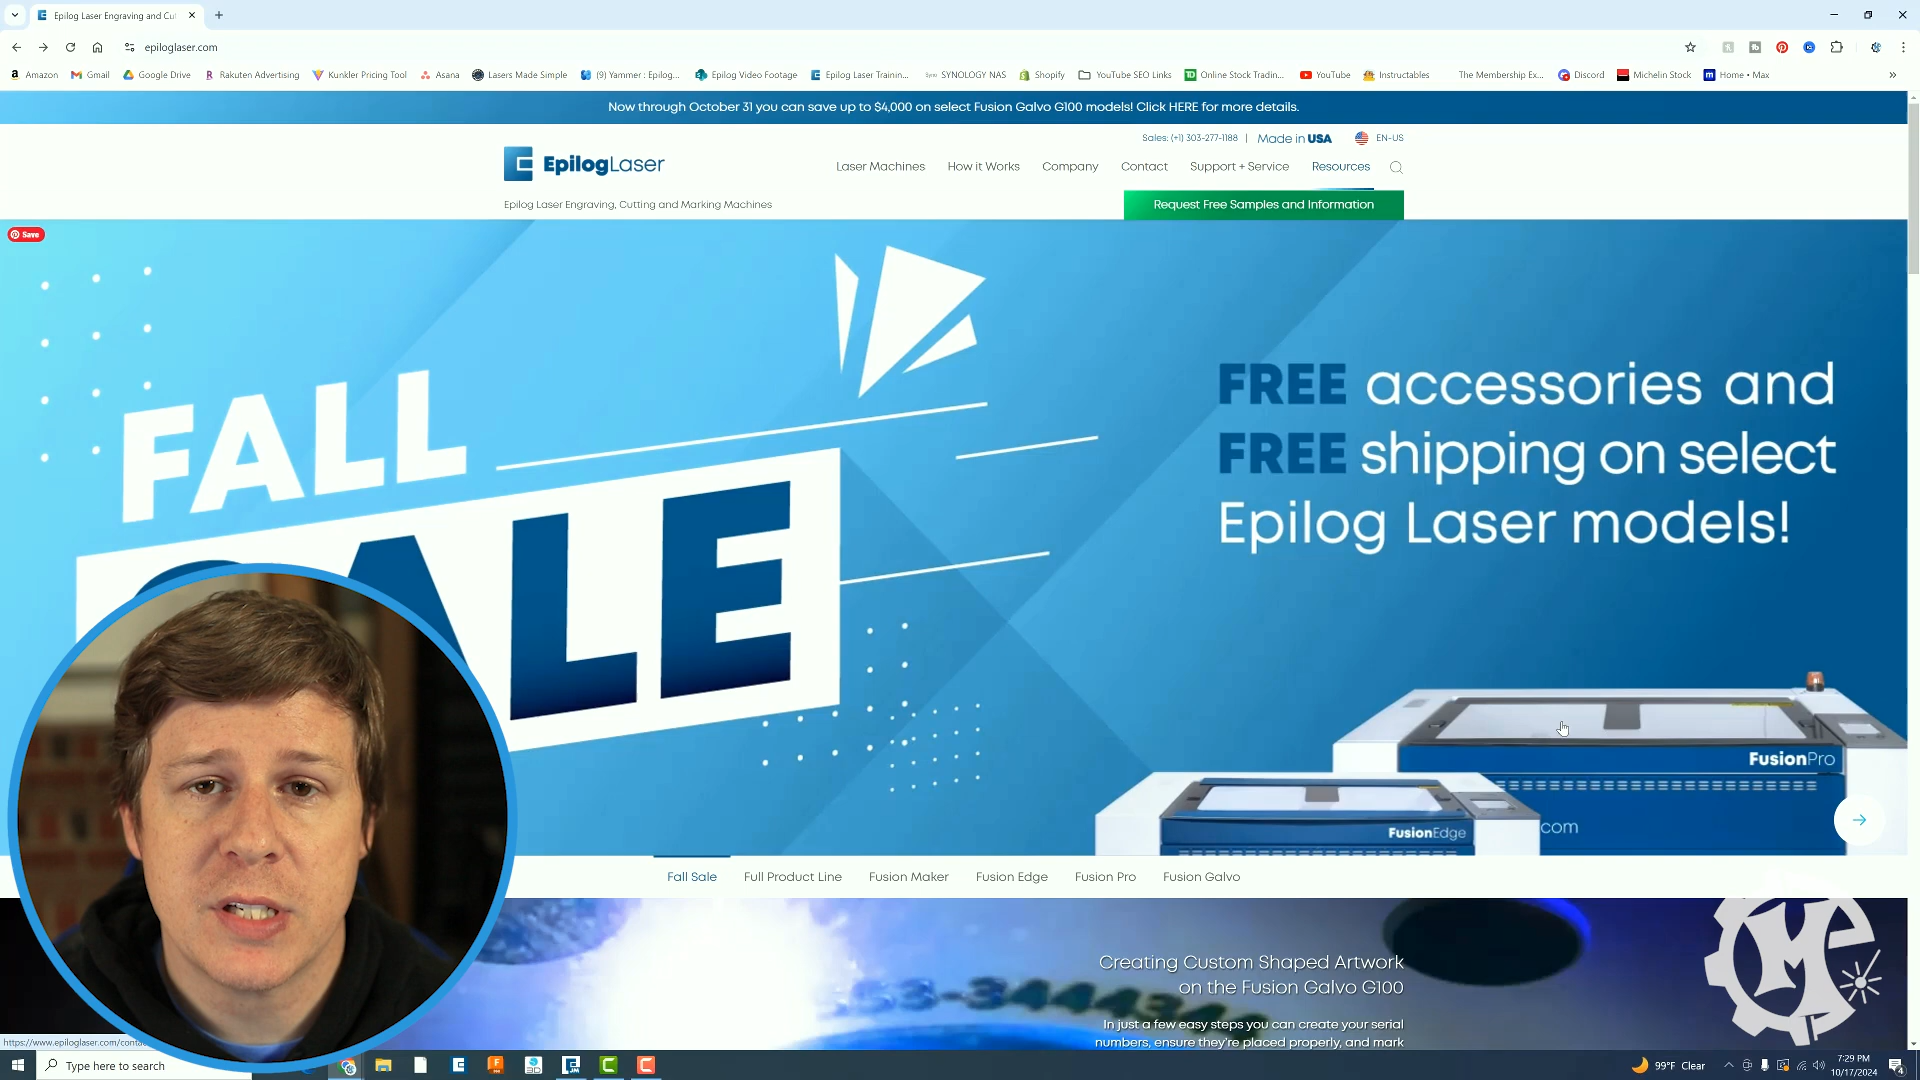 Epilog Laser Engraving and Cu
epiloglaser.com
Amazon
Gmail
Google Drive
Rakuten Advertising
Kunkler Pricing Tool
Asana
Lasers Made Simple
(9) Yammer : Epilog...
Epilog Video Footage
Epilog Laser Trainin...
SYNOLOGY NAS
Shopify
YouTube SEO Links
Online Stock Tradin...
YouTube
Instructables
The Membership Ex...
Discord
Michelin Stock
Home • Max
Now through October 31 you can save up to $4,000 on select Fusion Galvo G100 models! Click HERE for more details.
Sales: (+1) 303-277-1188 | Made in USA EN-US
EpilogLaser
Laser Machines
How it Works
Company
Contact
Support + Service
Resources
Epilog Laser Engraving, Cutting and Marking Machines
Request Free Samples and Information
Save
FALL
SALE
FREE accessories and
FREE shipping on select
Epilog Laser models!
FusionPro
FusionEdge
com
Fall Sale
Full Product Line
Fusion Maker
Fusion Edge
Fusion Pro
Fusion Galvo
Creating Custom Shaped Artwork
on the Fusion Galvo G100
In just a few easy steps you can create your serial
numbers, ensure they're placed properly, and mark
https://www.epiloglaser.com/conta
Type here to search
99°F Clear
7:29 PM
10/17/2024